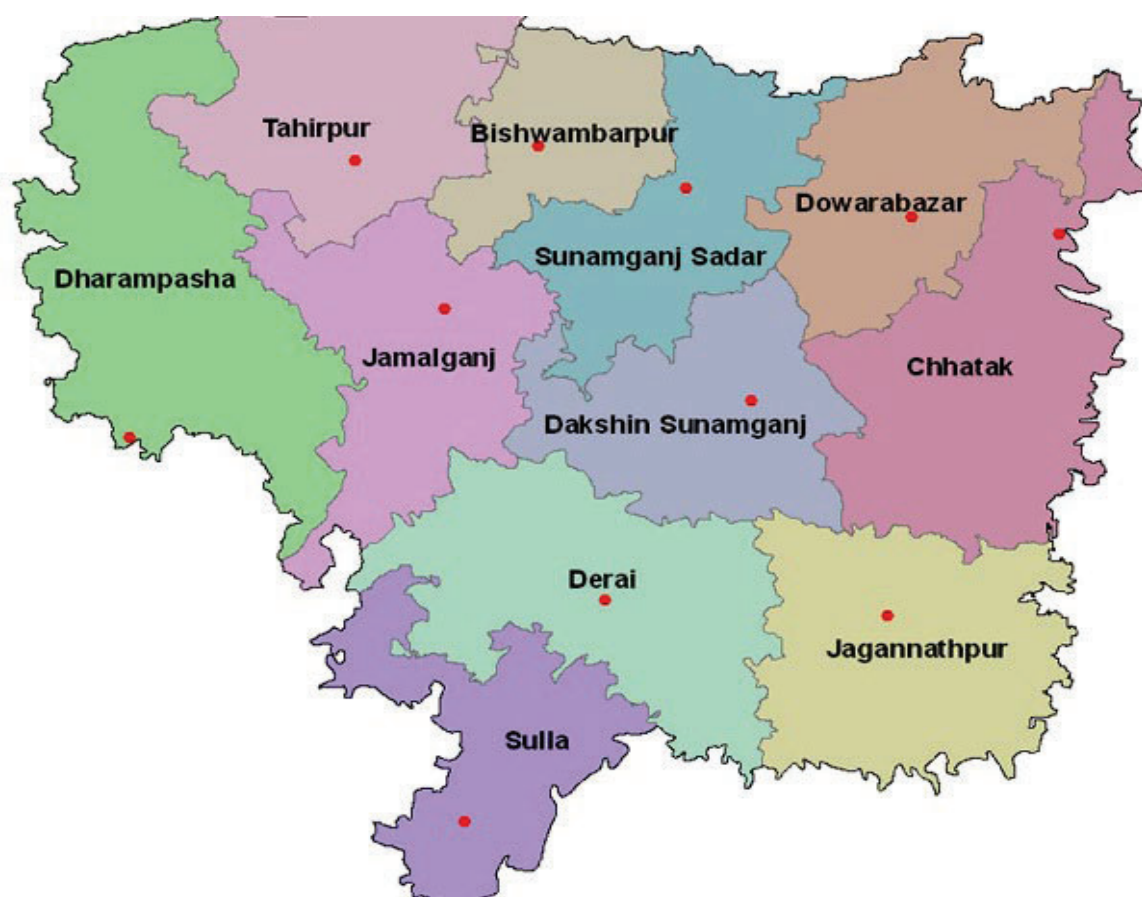 Tahirpur
Bishwambarpur
Dowarabazar
Sunamganj Sadar
Dharampasha
Jamalganj
Chhatak
Dakshin Sunamganj
Derai
Jagannathpur
Sulla